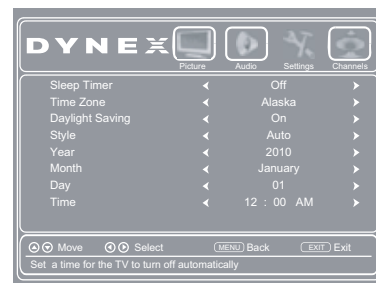 DYNEX
Picture Audio Settings Channels
Sleep Timer Off
Time Zone Alaska
Daylight Saving On
Style Auto
Year 2010
Month January
Day 01
Time 12 : 00 AM
Move Select MENU Back EXIT Exit
Set a time for the TV to turn off automatically